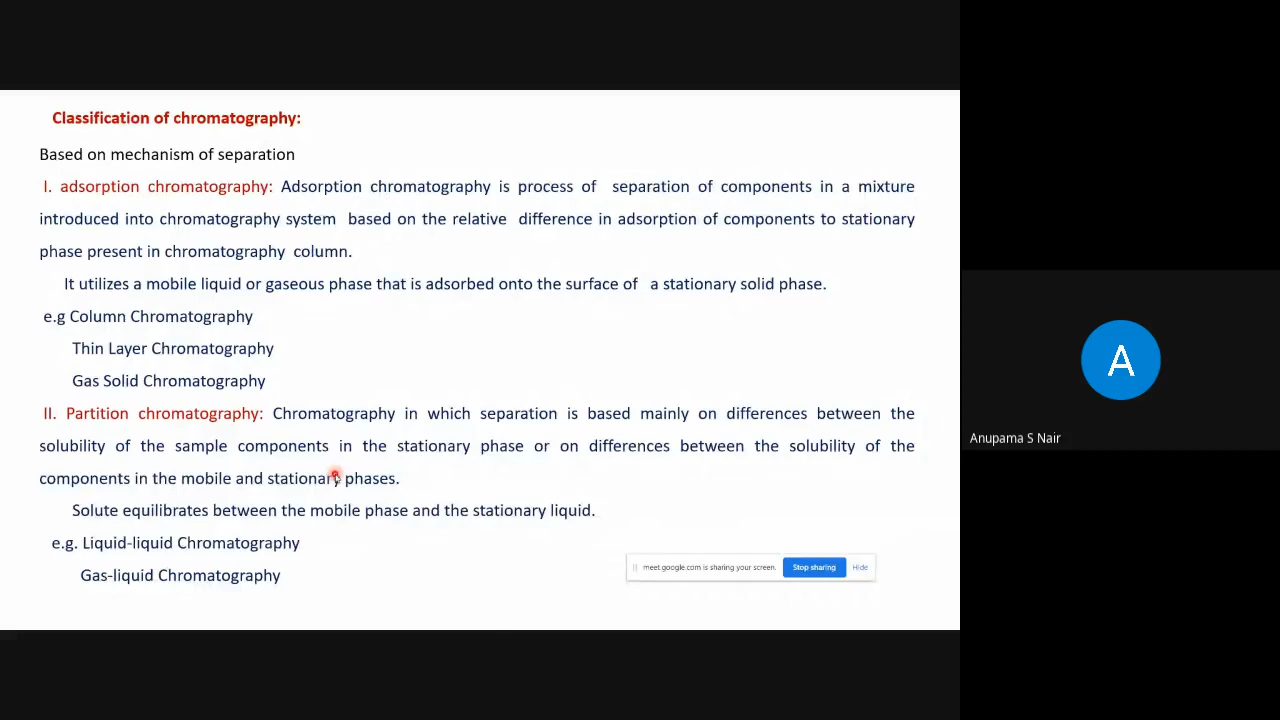 Classification of chromatography:
Based on mechanism of separation
I. adsorption chromatography: Adsorption chromatography is process of separation of components in a mixture
introduced into chromatography system based on the relative difference in adsorption of components to stationary
phase present in chromatography column.
It utilizes a mobile liquid or gaseous phase that is adsorbed onto the surface of a stationary solid phase.
e.g Column Chromatography
Thin Layer Chromatography
Gas Solid Chromatography
II. Partition chromatography: Chromatography in which separation is based mainly on differences between the
solubility of the sample components in the stationary phase or on differences between the solubility of the
components in the mobile and stationary phases.
Solute equilibrates between the mobile phase and the stationary liquid.
e.g. Liquid-liquid Chromatography
Gas-liquid Chromatography
meet.google.com is sharing your screen. Stop sharing Hide
A
Anupama S Nair